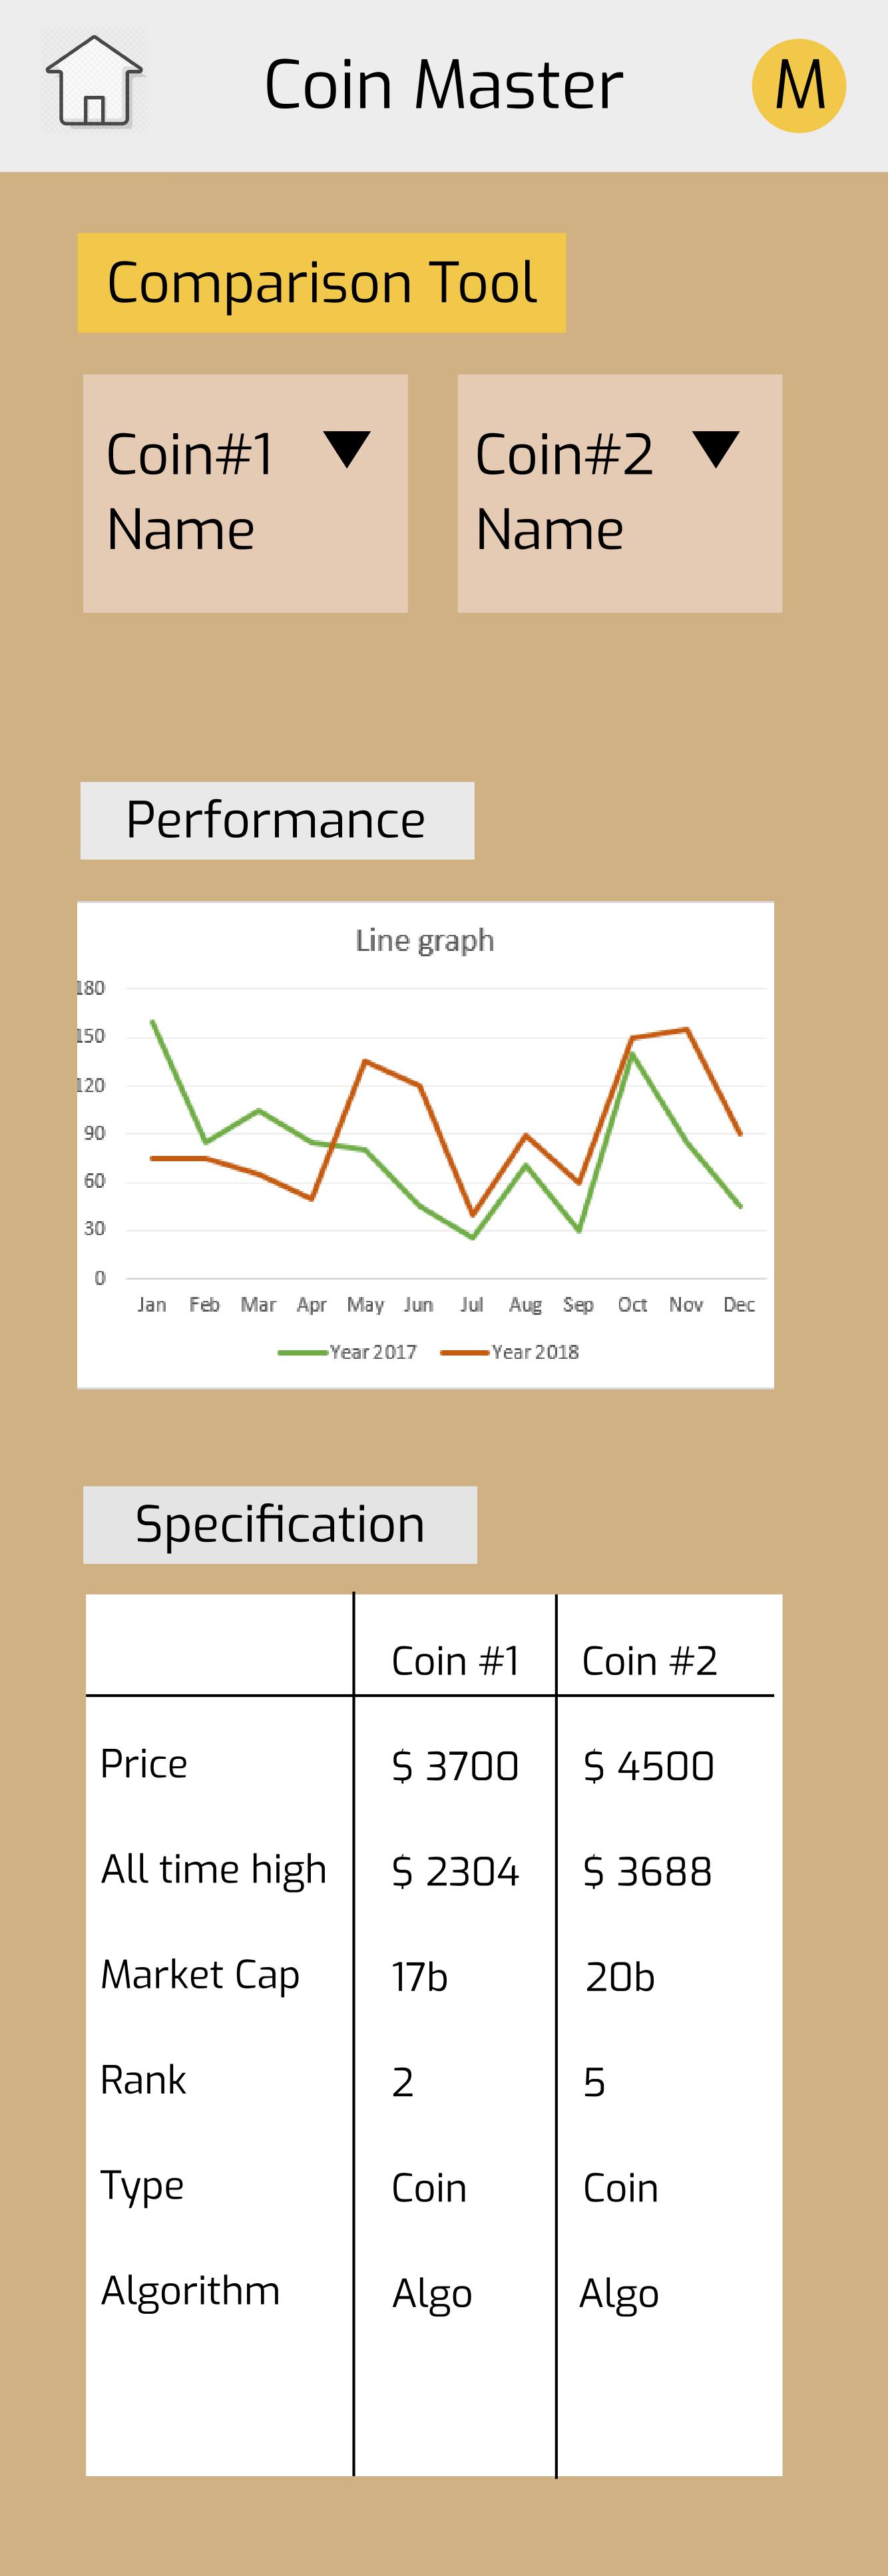 Coin Master
M
Comparison Tool
Coin#1
Name
Coin#2
Name
Performance
Line graph
180
150
120
90
60
30
0
Jan Feb Mar Apr May Jun Jul Aug Sep Oct Nov Dec
Year 2017 Year 2018
Specification
Coin #1 Coin #2
Price $ 3700 $ 4500
All time high $ 2304 $ 3688
Market Cap 17b 20b
Rank 2 5
Type Coin Coin
Algorithm Algo Algo